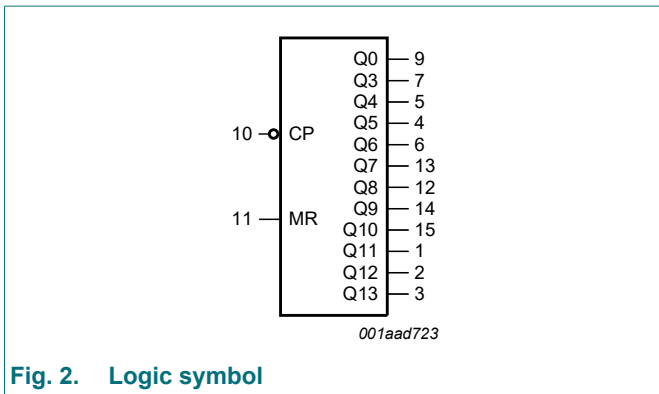 Q0 9
Q3 7
Q4 5
Q5 4
10 CP Q6 6
Q7 13
Q8 12
11 MR Q9 14
Q10 15
Q11 1
Q12 2
Q13 3
001aad723
Fig. 2. Logic symbol